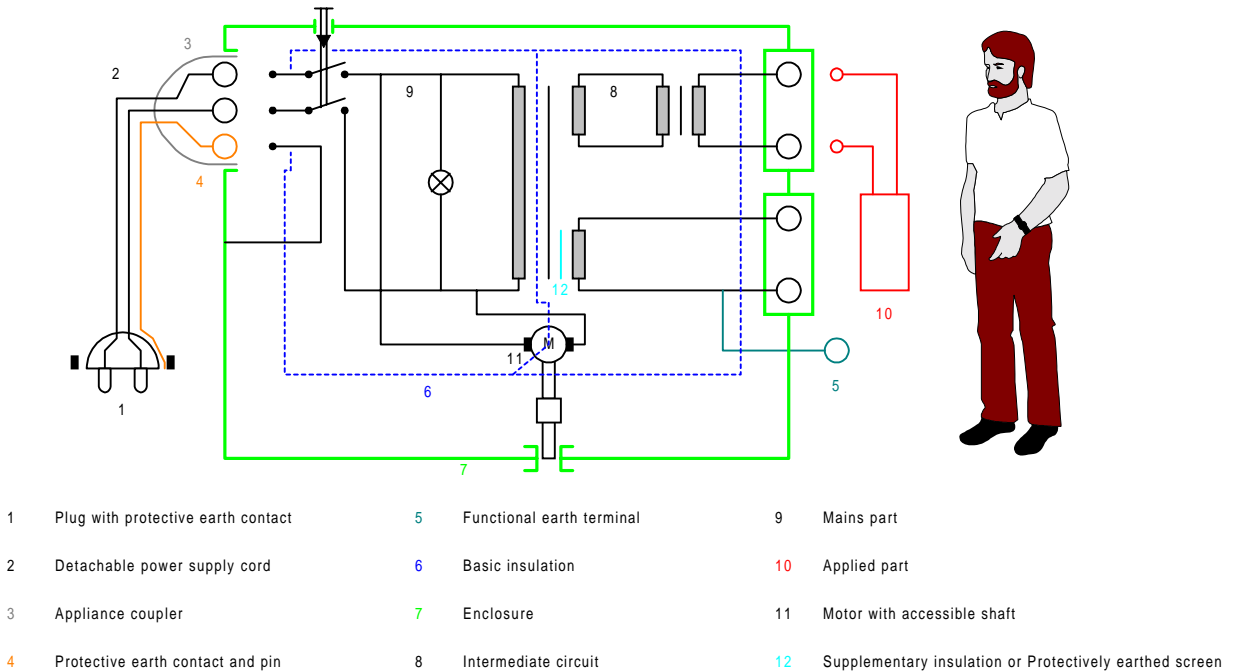 3
2
9
8
4
12
10
M
11
5
6
1
7
1 Plug with protective earth contact 5 Functional earth terminal 9 Mains part
2 Detachable power supply cord 6 Basic insulation 10 Applied part
3 Appliance coupler 7 Enclosure 11 Motor with accessible shaft
4 Protective earth contact and pin 8 Intermediate circuit 12 Supplementary insulation or Protectively earthed screen